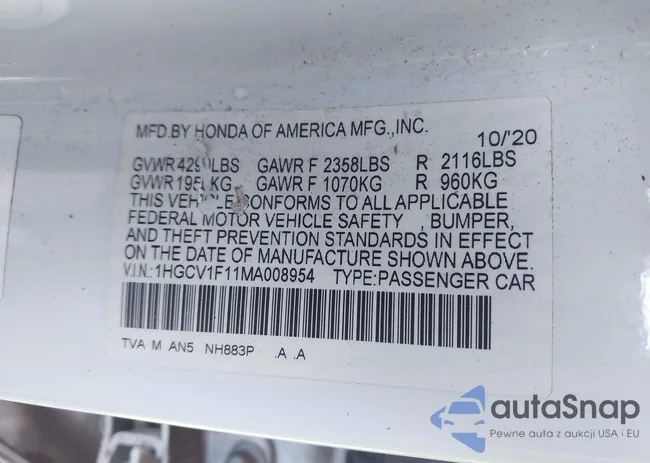 MFD.BY HONDA OF AMERICA MFG.,INC. 10/'20
GAWR F 2358LBS R 2116LBS
GAWR F 1070KG R 960KG
THIS VEHICLE CONFORMS TO ALL APPLICABLE
FEDERAL MOTOR VEHICLE SAFETY , BUMPER,
AND THEFT PREVENTION STANDARDS IN EFFECT
ON THE DATE OF MANUFACTURE SHOWN ABOVE.
V.I.N.: 1HGCV1F11MA008954 TYPE:PASSENGER CAR
TVA M AN5 NH883P .A .A
autaSnap
Pewne auta z aukcji USA i EU